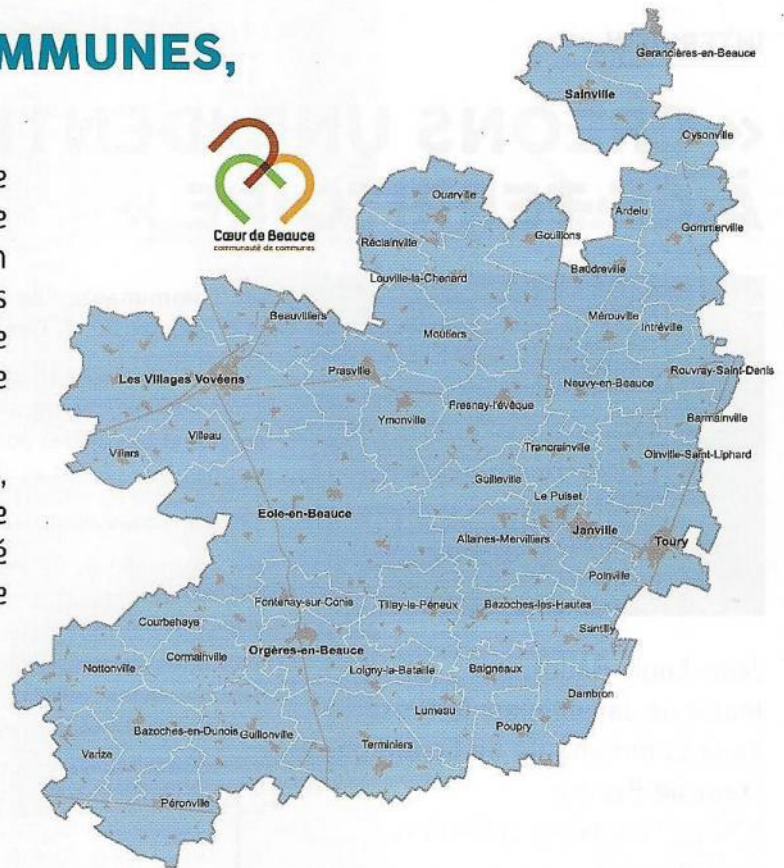 OMMUNES,
Cœur de Beauce
communauté de communes
Garancières-en-Beauce
Sainville
Oysonville
Ouarville
Ardelu
Gommerville
Réclainville
Gouillons
Louville-la-Chenard
Baudreville
Beauvilliers
Mérouville
Moutiers
Intréville
Les Villages Vovéens
Prasville
Rouvray-Saint-Denis
Neuvy-en-Beauce
Fresnay-l'évêque
Ymonville
Barmainville
Villeau
Villars
Trancrainville
Oinville-Saint-Liphard
Guilleville
Le Puiset
Eole-en-Beauce
Janville
Allaines-Mervilliers
Toury
Poinville
Fontenay-sur-Conie
Tillay-le-Péneux
Bazoches-les-Hautes
Courbehaye
Santilly
Orgères-en-Beauce
Cormainville
Nottonville
Loigny-la-Bataille
Baigneaux
Dambron
Lumeau
Poupry
Bazoches-en-Dunois
Guillonville
Terminiers
Varize
Péronville